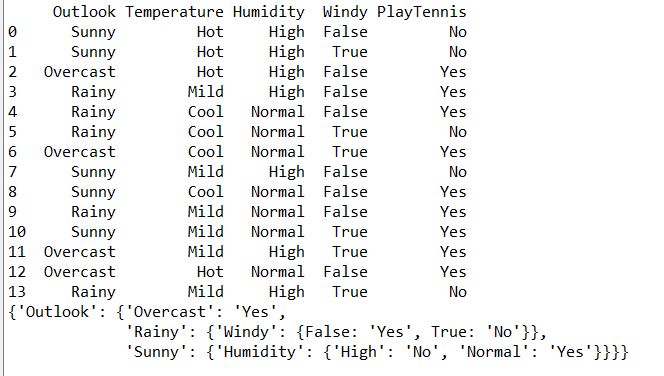 Outlook Temperature Humidity Windy PlayTennis
0 Sunny Hot High False No
1 Sunny Hot High True No
2 Overcast Hot High False Yes
3 Rainy Mild High False Yes
4 Rainy Cool Normal False Yes
5 Rainy Cool Normal True No
6 Overcast Cool Normal True Yes
7 Sunny Mild High False No
8 Sunny Cool Normal False Yes
9 Rainy Mild Normal False Yes
10 Sunny Mild Normal True Yes
11 Overcast Mild High True Yes
12 Overcast Hot Normal False Yes
13 Rainy Mild High True No
{'Outlook': {'Overcast': 'Yes',
'Rainy': {'Windy': {False: 'Yes', True: 'No'}},
'Sunny': {'Humidity': {'High': 'No', 'Normal': 'Yes'}}}}